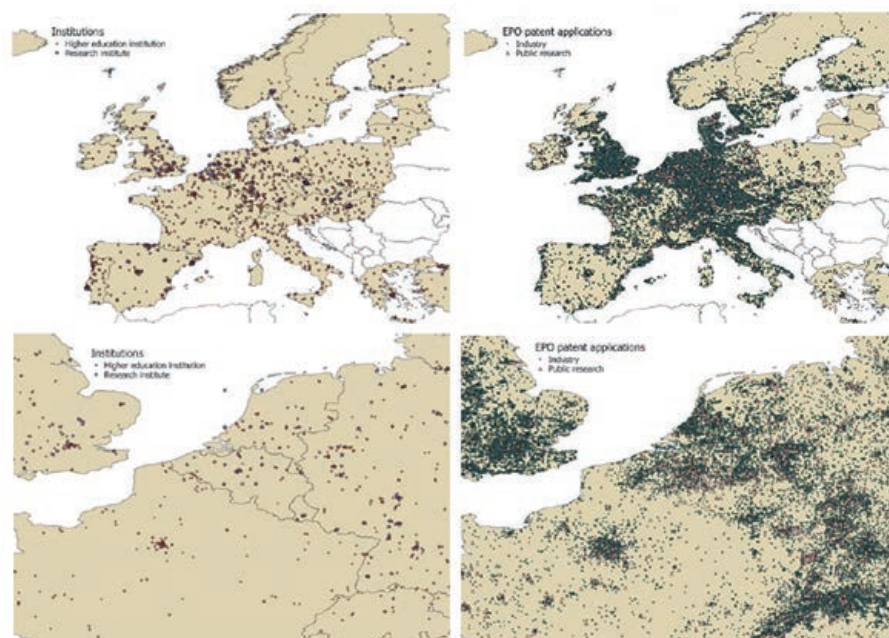 Institutions
Higher education institution
Research institute
EPO patent applications
Industry
Public research
Institutions
Higher education institution
Research institute
EPO patent applications
Industry
Public research